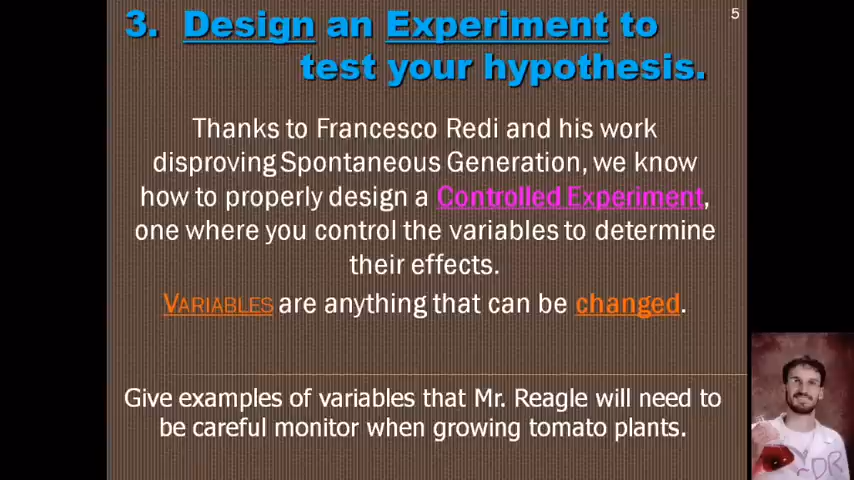 5
3. Design an Experiment to
test your hypothesis.
Thanks to Francesco Redi and his work
disproving Spontaneous Generation, we know
how to properly design a Controlled Experiment,
one where you control the variables to determine
their effects.
VARIABLES are anything that can be changed.
Give examples of variables that Mr. Reagle will need to
be careful monitor when growing tomato plants.
DR